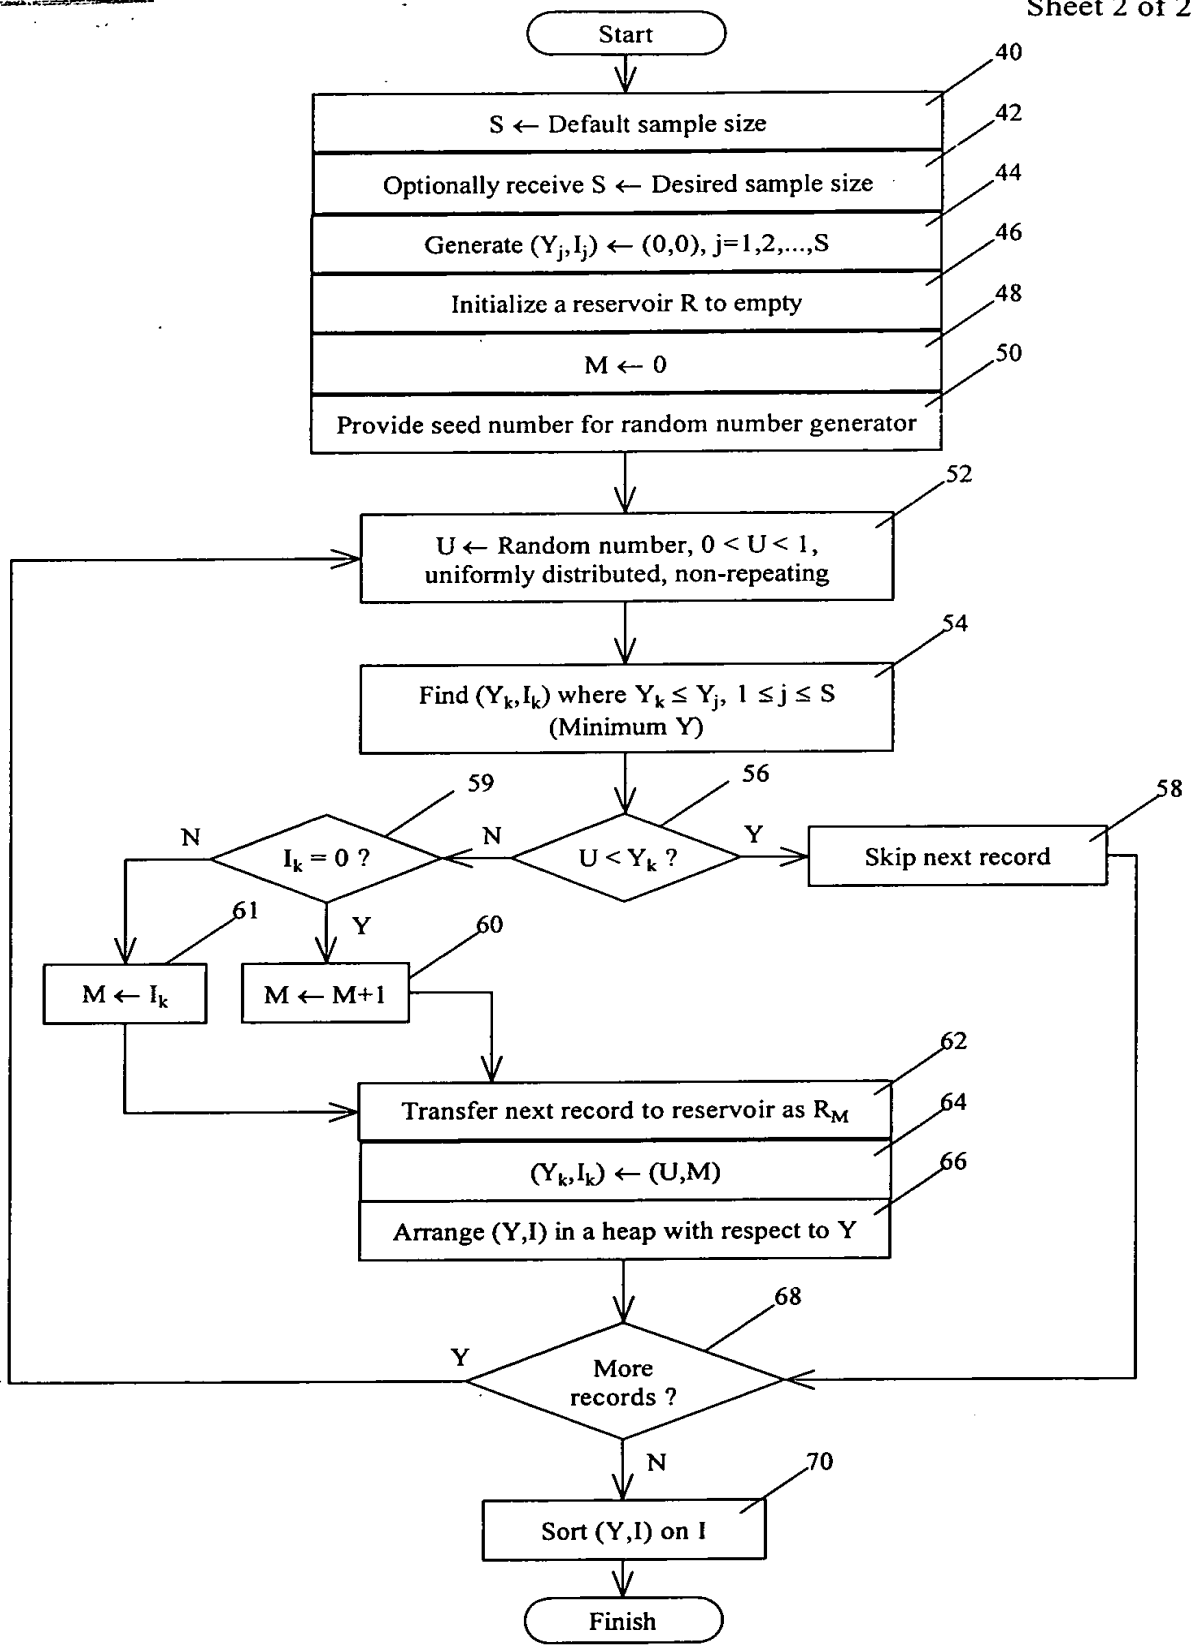 Sheet 2 of 2
Start
40
S ← Default sample size
42
Optionally receive S ← Desired sample size
44
Generate (Yj,Ij) ← (0,0), j=1,2,...,S
46
Initialize a reservoir R to empty
48
M ← 0
50
Provide seed number for random number generator
52
U ← Random number, 0 < U < 1,
uniformly distributed, non-repeating
54
Find (Yk,Ik) where Yk ≤ Yj, 1 ≤ j ≤ S
(Minimum Y)
59
56
58
N
Ik = 0 ?
N
U < Yk ?
Y
Skip next record
61
Y
60
M ← Ik
M ← M+1
62
Transfer next record to reservoir as RM
64
(Yk,Ik) ← (U,M)
66
Arrange (Y,I) in a heap with respect to Y
68
Y
More
records ?
N
70
Sort (Y,I) on I
Finish